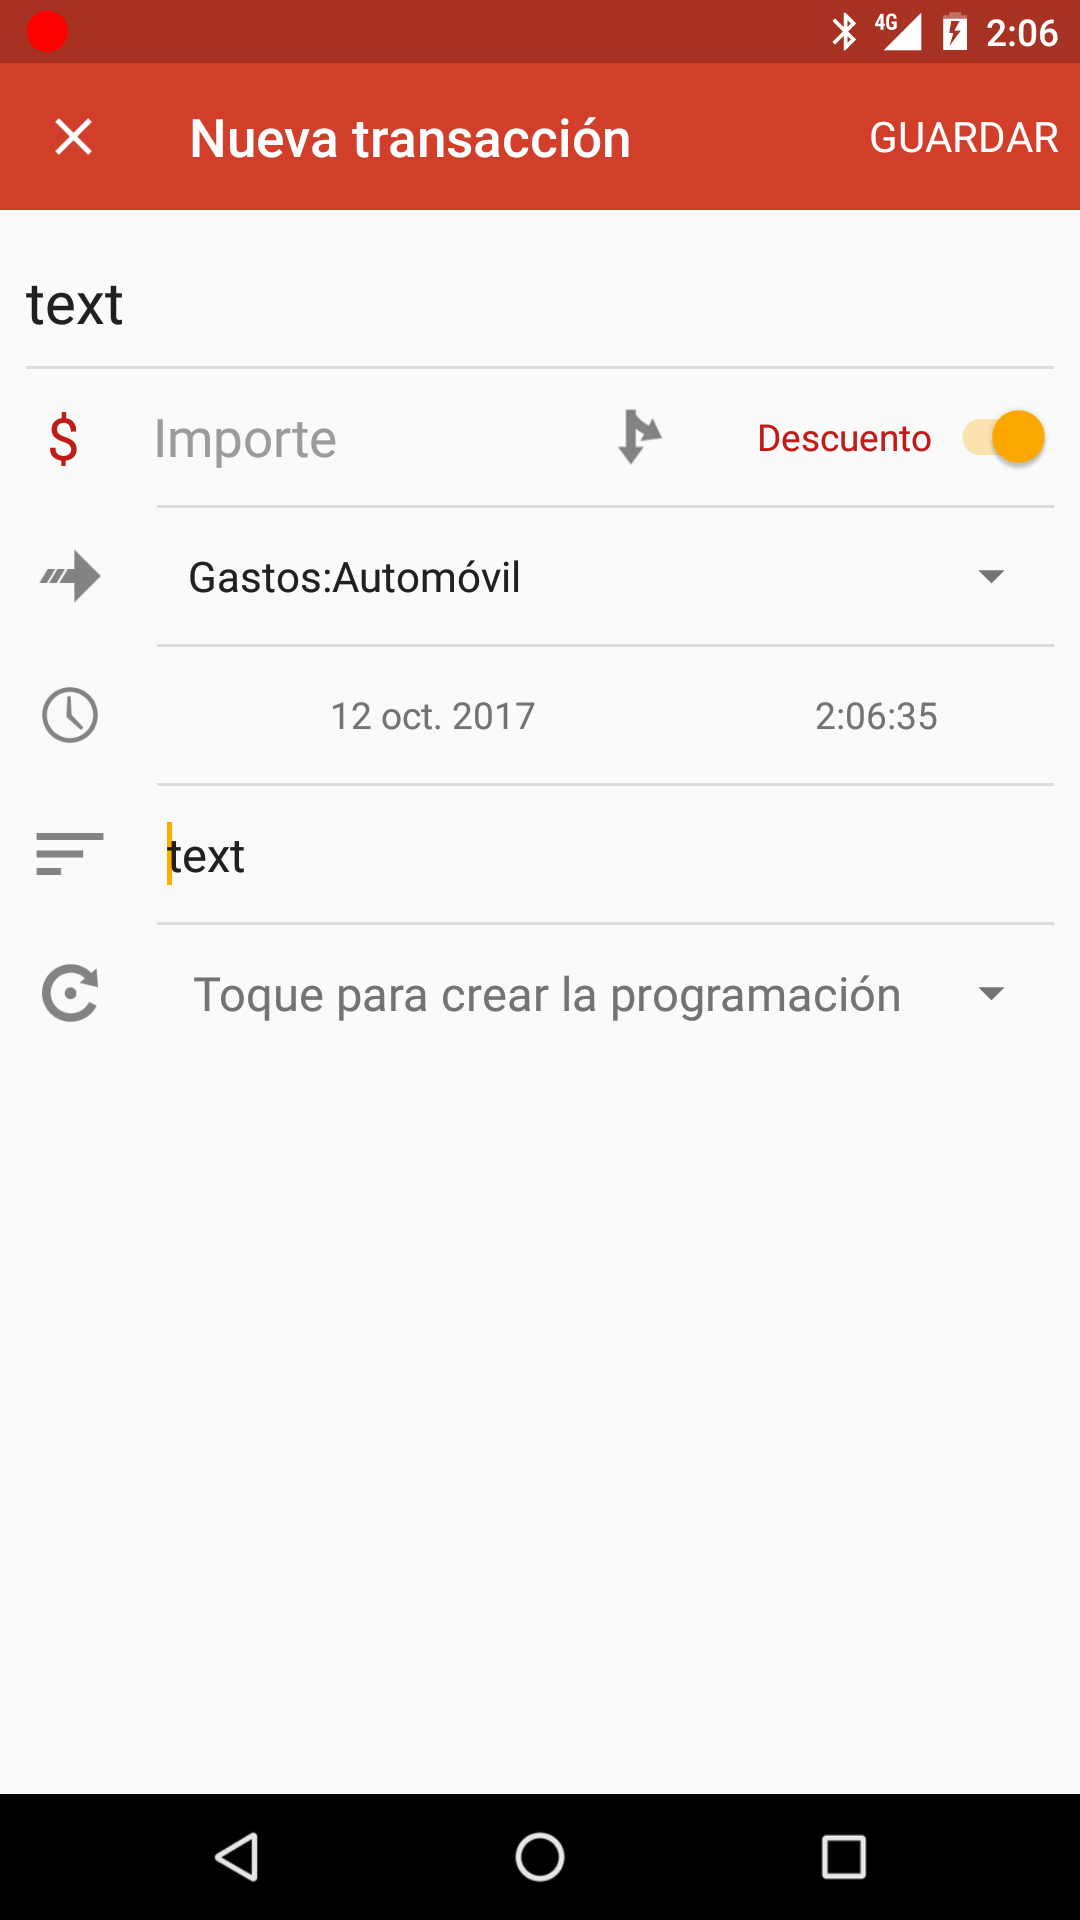 4G 2:06
Nueva transacción GUARDAR
text
$ Importe Descuento
Gastos:Automóvil
12 oct. 2017 2:06:35
text
Toque para crear la programación